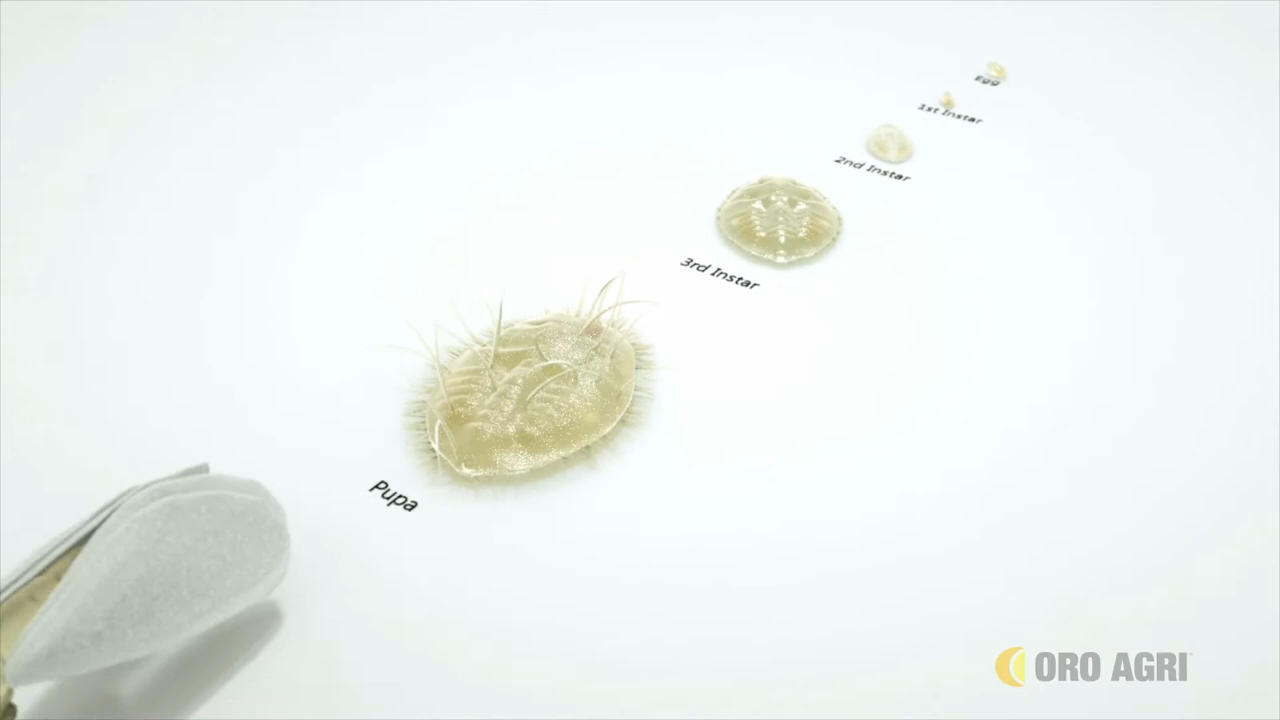 Egg
1st Instar
2nd Instar
3rd Instar
Pupa
ORO AGRI